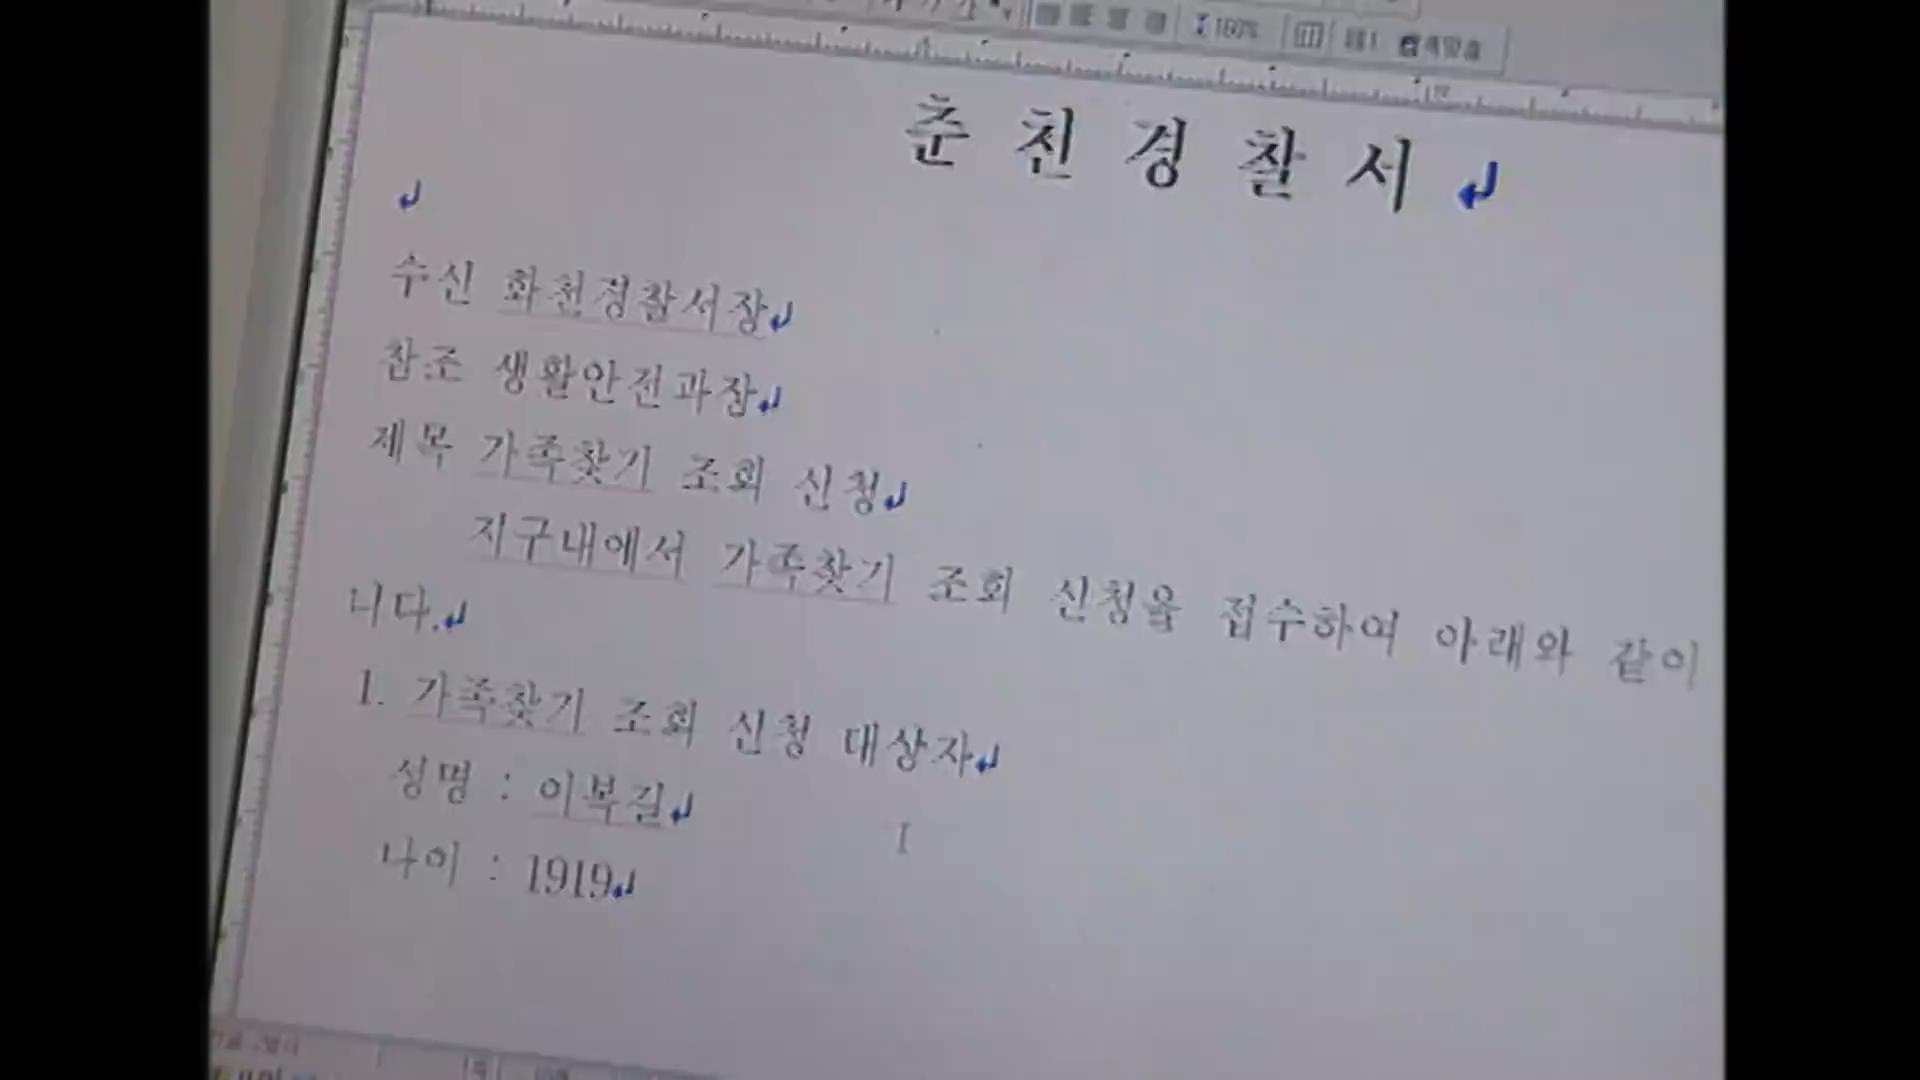 160%
춘 천 경 찰 서
수신 화천경찰서장
참조 생활안전과장
제목 가족찾기 조회 신청
지구내에서 가족찾기 조회 신청을 접수하여 아래와 같이
니다.
1. 가족찾기 조회 신청 대상자
성명 : 이부길
나이 : 1919